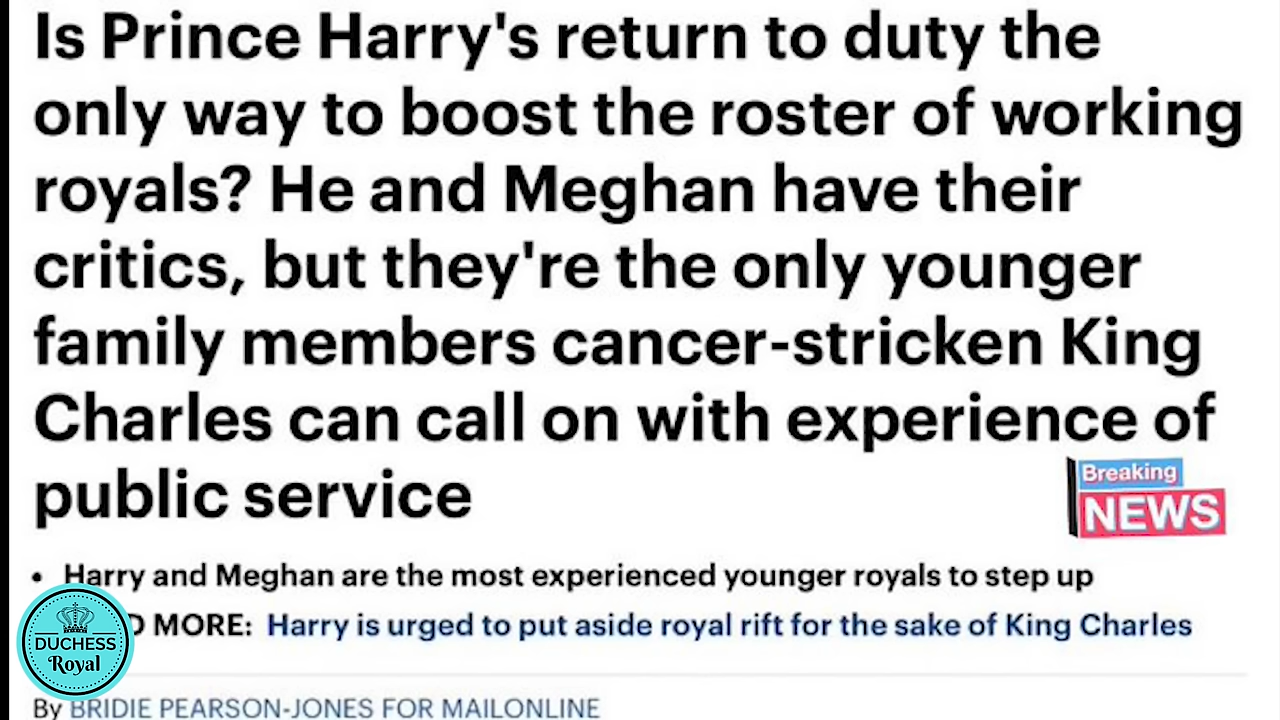 Is Prince Harry's return to duty the
only way to boost the roster of working
royals? He and Meghan have their
critics, but they're the only younger
family members cancer-stricken King
Charles can call on with experience of
public service
Breaking
NEWS
• Harry and Meghan are the most experienced younger royals to step up
D MORE: Harry is urged to put aside royal rift for the sake of King Charles
DUCHESS
Royal
By BRIDIE PEARSON-JONES FOR MAILONLINE